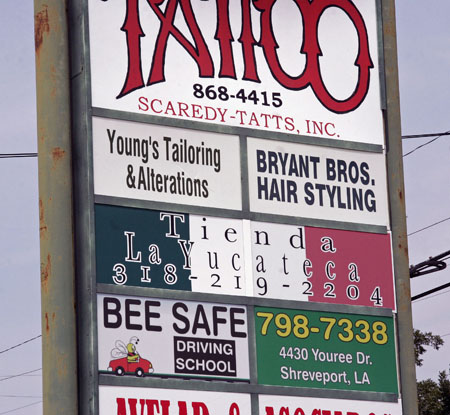 TATTOO
868-4415
SCAREDY-TATTS, INC.
Young's Tailoring
& Alterations
BRYANT BROS.
HAIR STYLING
Tienda
La Yucateca
318-219-2204
BEE SAFE
DRIVING
SCHOOL
798-7338
4430 Youree Dr.
Shreveport, LA